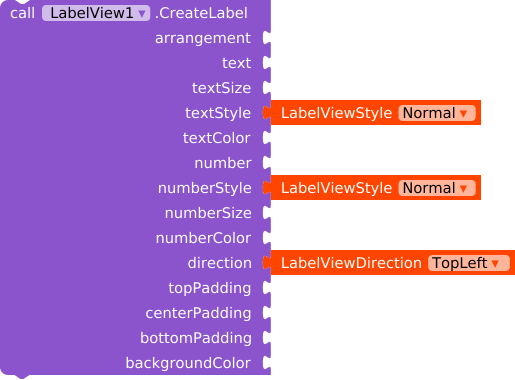 call LabelView1 .CreateLabel
arrangement
text
textSize
textStyle LabelViewStyle Normal
textColor
number
numberStyle LabelViewStyle Normal
numberSize
numberColor
direction LabelViewDirection TopLeft
topPadding
centerPadding
bottomPadding
backgroundColor